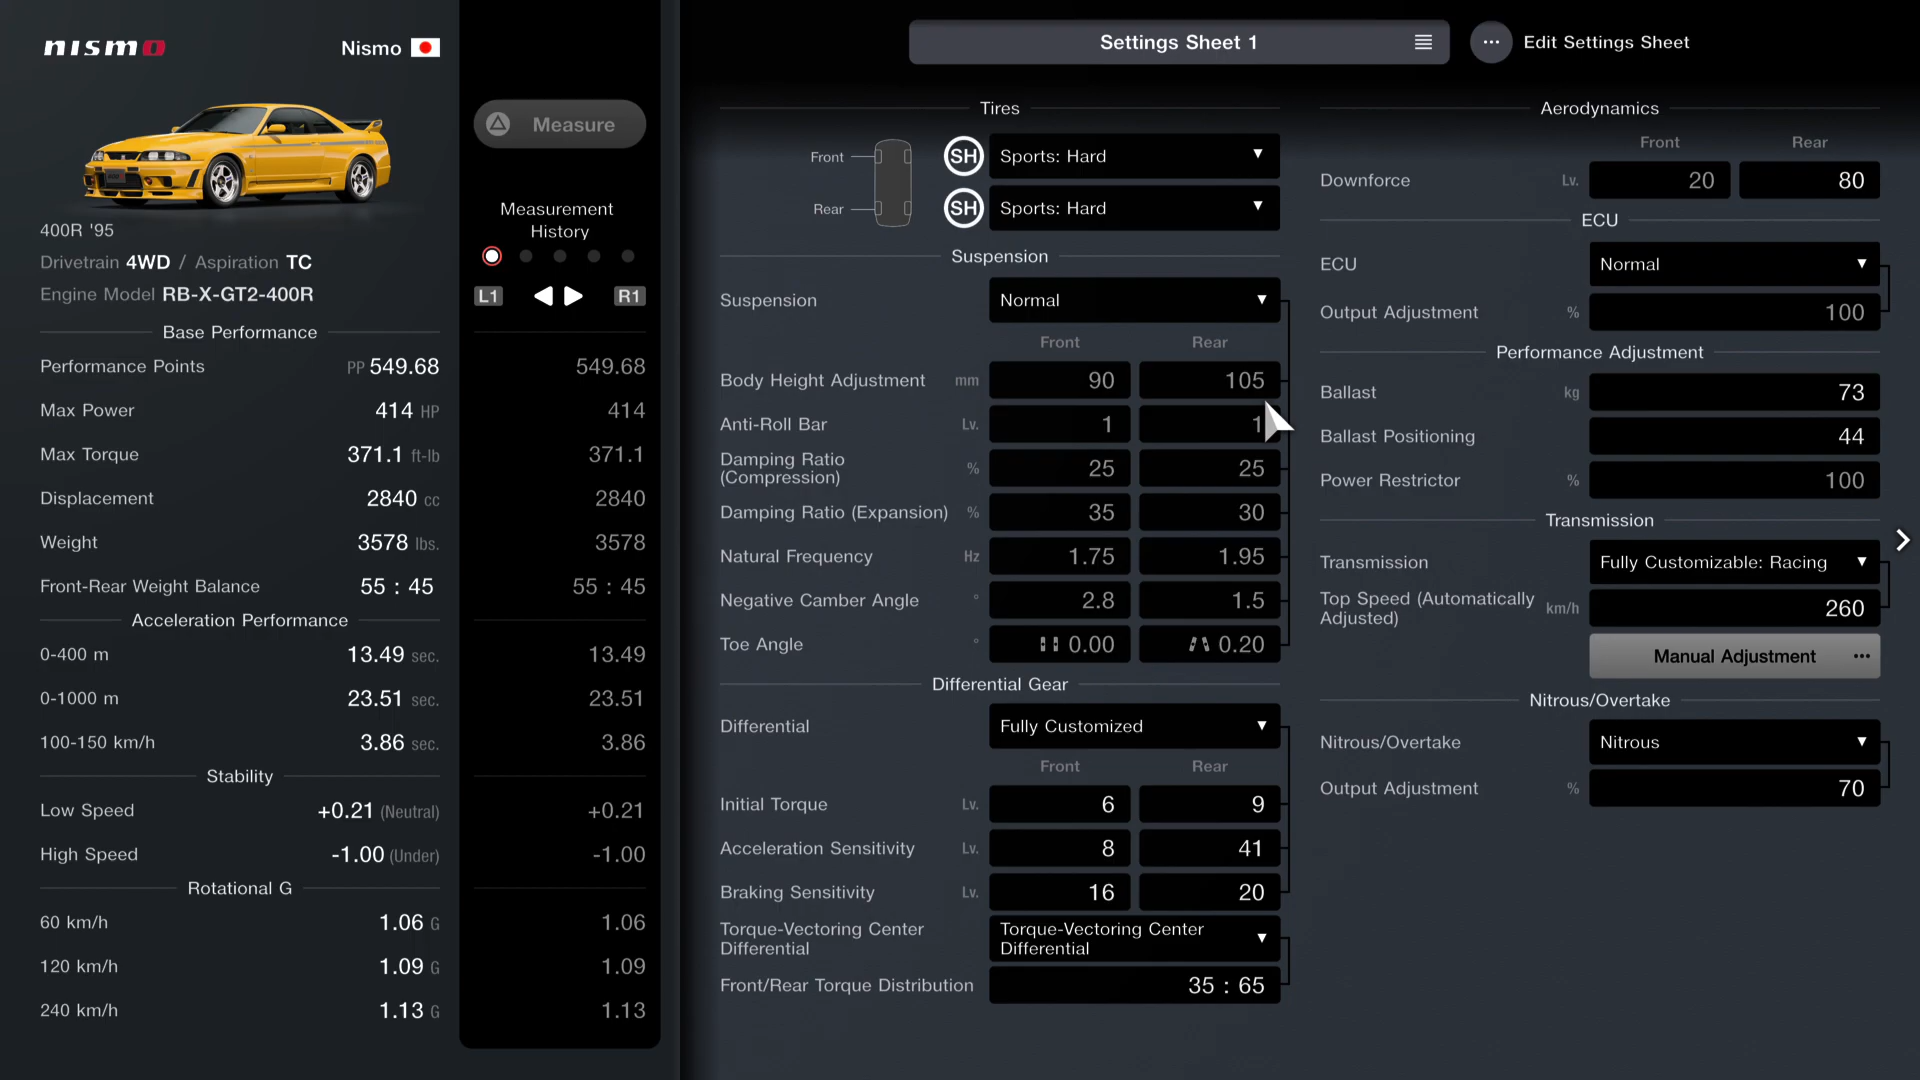 nismo
Nismo
400R '95
Drivetrain 4WD / Aspiration TC
Engine Model RB-X-GT2-400R
Base Performance
Performance Points PP 549.68
Max Power 414 HP
Max Torque 371.1 ft-lb
Displacement 2840 cc
Weight 3578 lbs.
Front-Rear Weight Balance 55 : 45
Acceleration Performance
0-400 m 13.49 sec.
0-1000 m 23.51 sec.
100-150 km/h 3.86 sec.
Stability
Low Speed +0.21 (Neutral)
High Speed -1.00 (Under)
Rotational G
60 km/h 1.06 G
120 km/h 1.09 G
240 km/h 1.13 G
Measure
Measurement
History
L1 R1
549.68
414
371.1
2840
3578
55 : 45
13.49
23.51
3.86
+0.21
-1.00
1.06
1.09
1.13
Settings Sheet 1
Edit Settings Sheet
Tires
Front SH Sports: Hard
Rear SH Sports: Hard
Suspension
Suspension Normal
Front Rear
Body Height Adjustment mm 90 105
Anti-Roll Bar Lv. 1 1
Damping Ratio
(Compression) % 25 25
Damping Ratio (Expansion) % 35 30
Natural Frequency Hz 1.75 1.95
Negative Camber Angle ° 2.8 1.5
Toe Angle ° 0.00 0.20
Differential Gear
Differential Fully Customized
Front Rear
Initial Torque Lv. 6 9
Acceleration Sensitivity Lv. 8 41
Braking Sensitivity Lv. 16 20
Torque-Vectoring Center
Differential
Torque-Vectoring Center
Differential
Front/Rear Torque Distribution 35 : 65
Aerodynamics
Front Rear
Downforce Lv. 20 80
ECU
ECU Normal
Output Adjustment % 100
Performance Adjustment
Ballast kg 73
Ballast Positioning 44
Power Restrictor % 100
Transmission
Transmission Fully Customizable: Racing
Top Speed (Automatically
Adjusted) km/h 260
Manual Adjustment
Nitrous/Overtake
Nitrous/Overtake Nitrous
Output Adjustment % 70